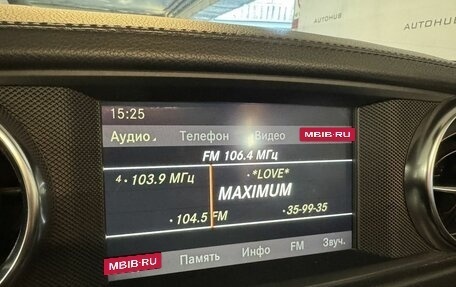 AUTOHUB
AUTOHUB
15:25
Аудио Телефон Видео MBIB·RU
FM 106.4 МГц
4 ·103.9 МГц ·*LOVE*
MAXIMUM
·104.5 FM ·35-99-35
MBIB·RU Память Инфо FM Звуч.